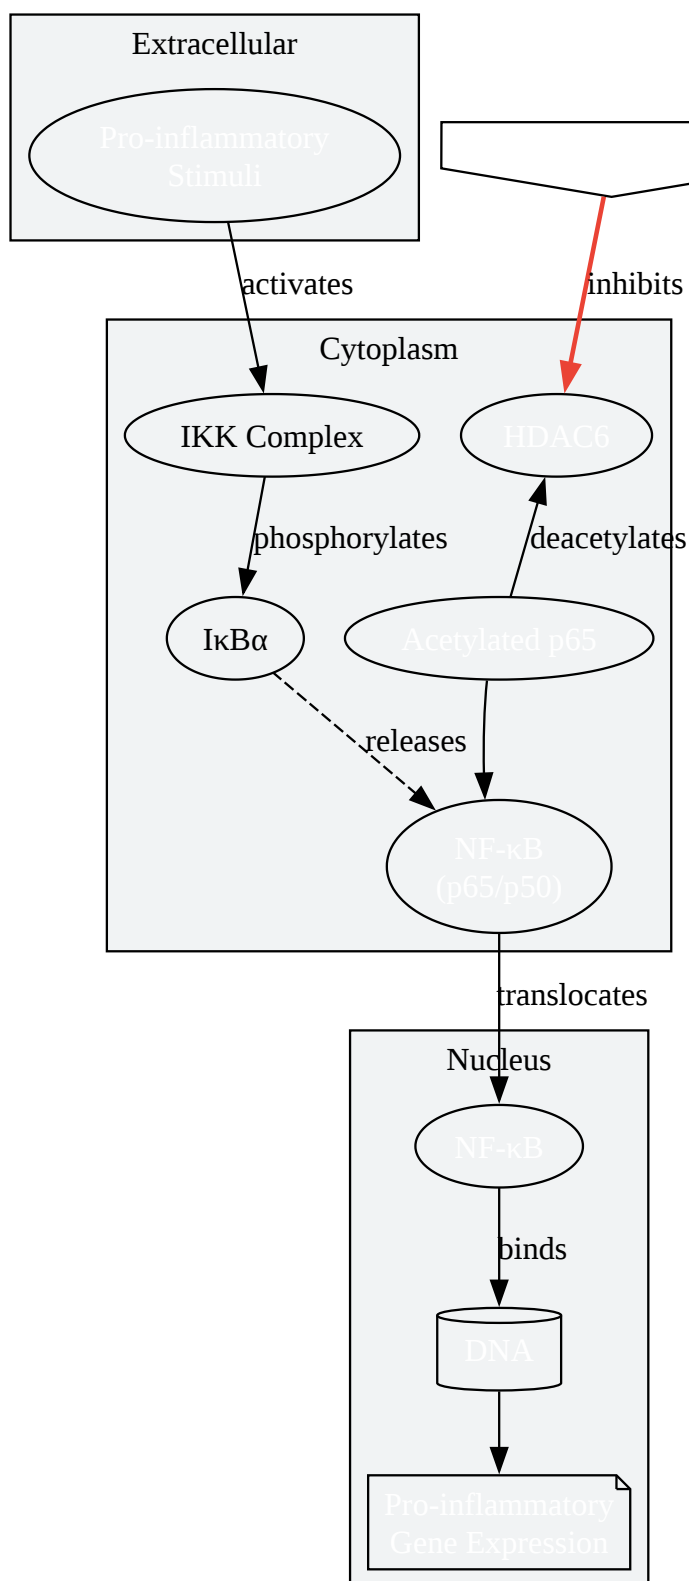 Extracellular
Pro-inflammatory
Stimuli
activates
inhibits
Cytoplasm
IKK Complex
HDAC6
phosphorylates
deacetylates
IκBα
Acetylated p65
releases
NF-κB
(p65/p50)
translocates
Nucleus
NF-κB
binds
DNA
Pro-inflammatory
Gene Expression